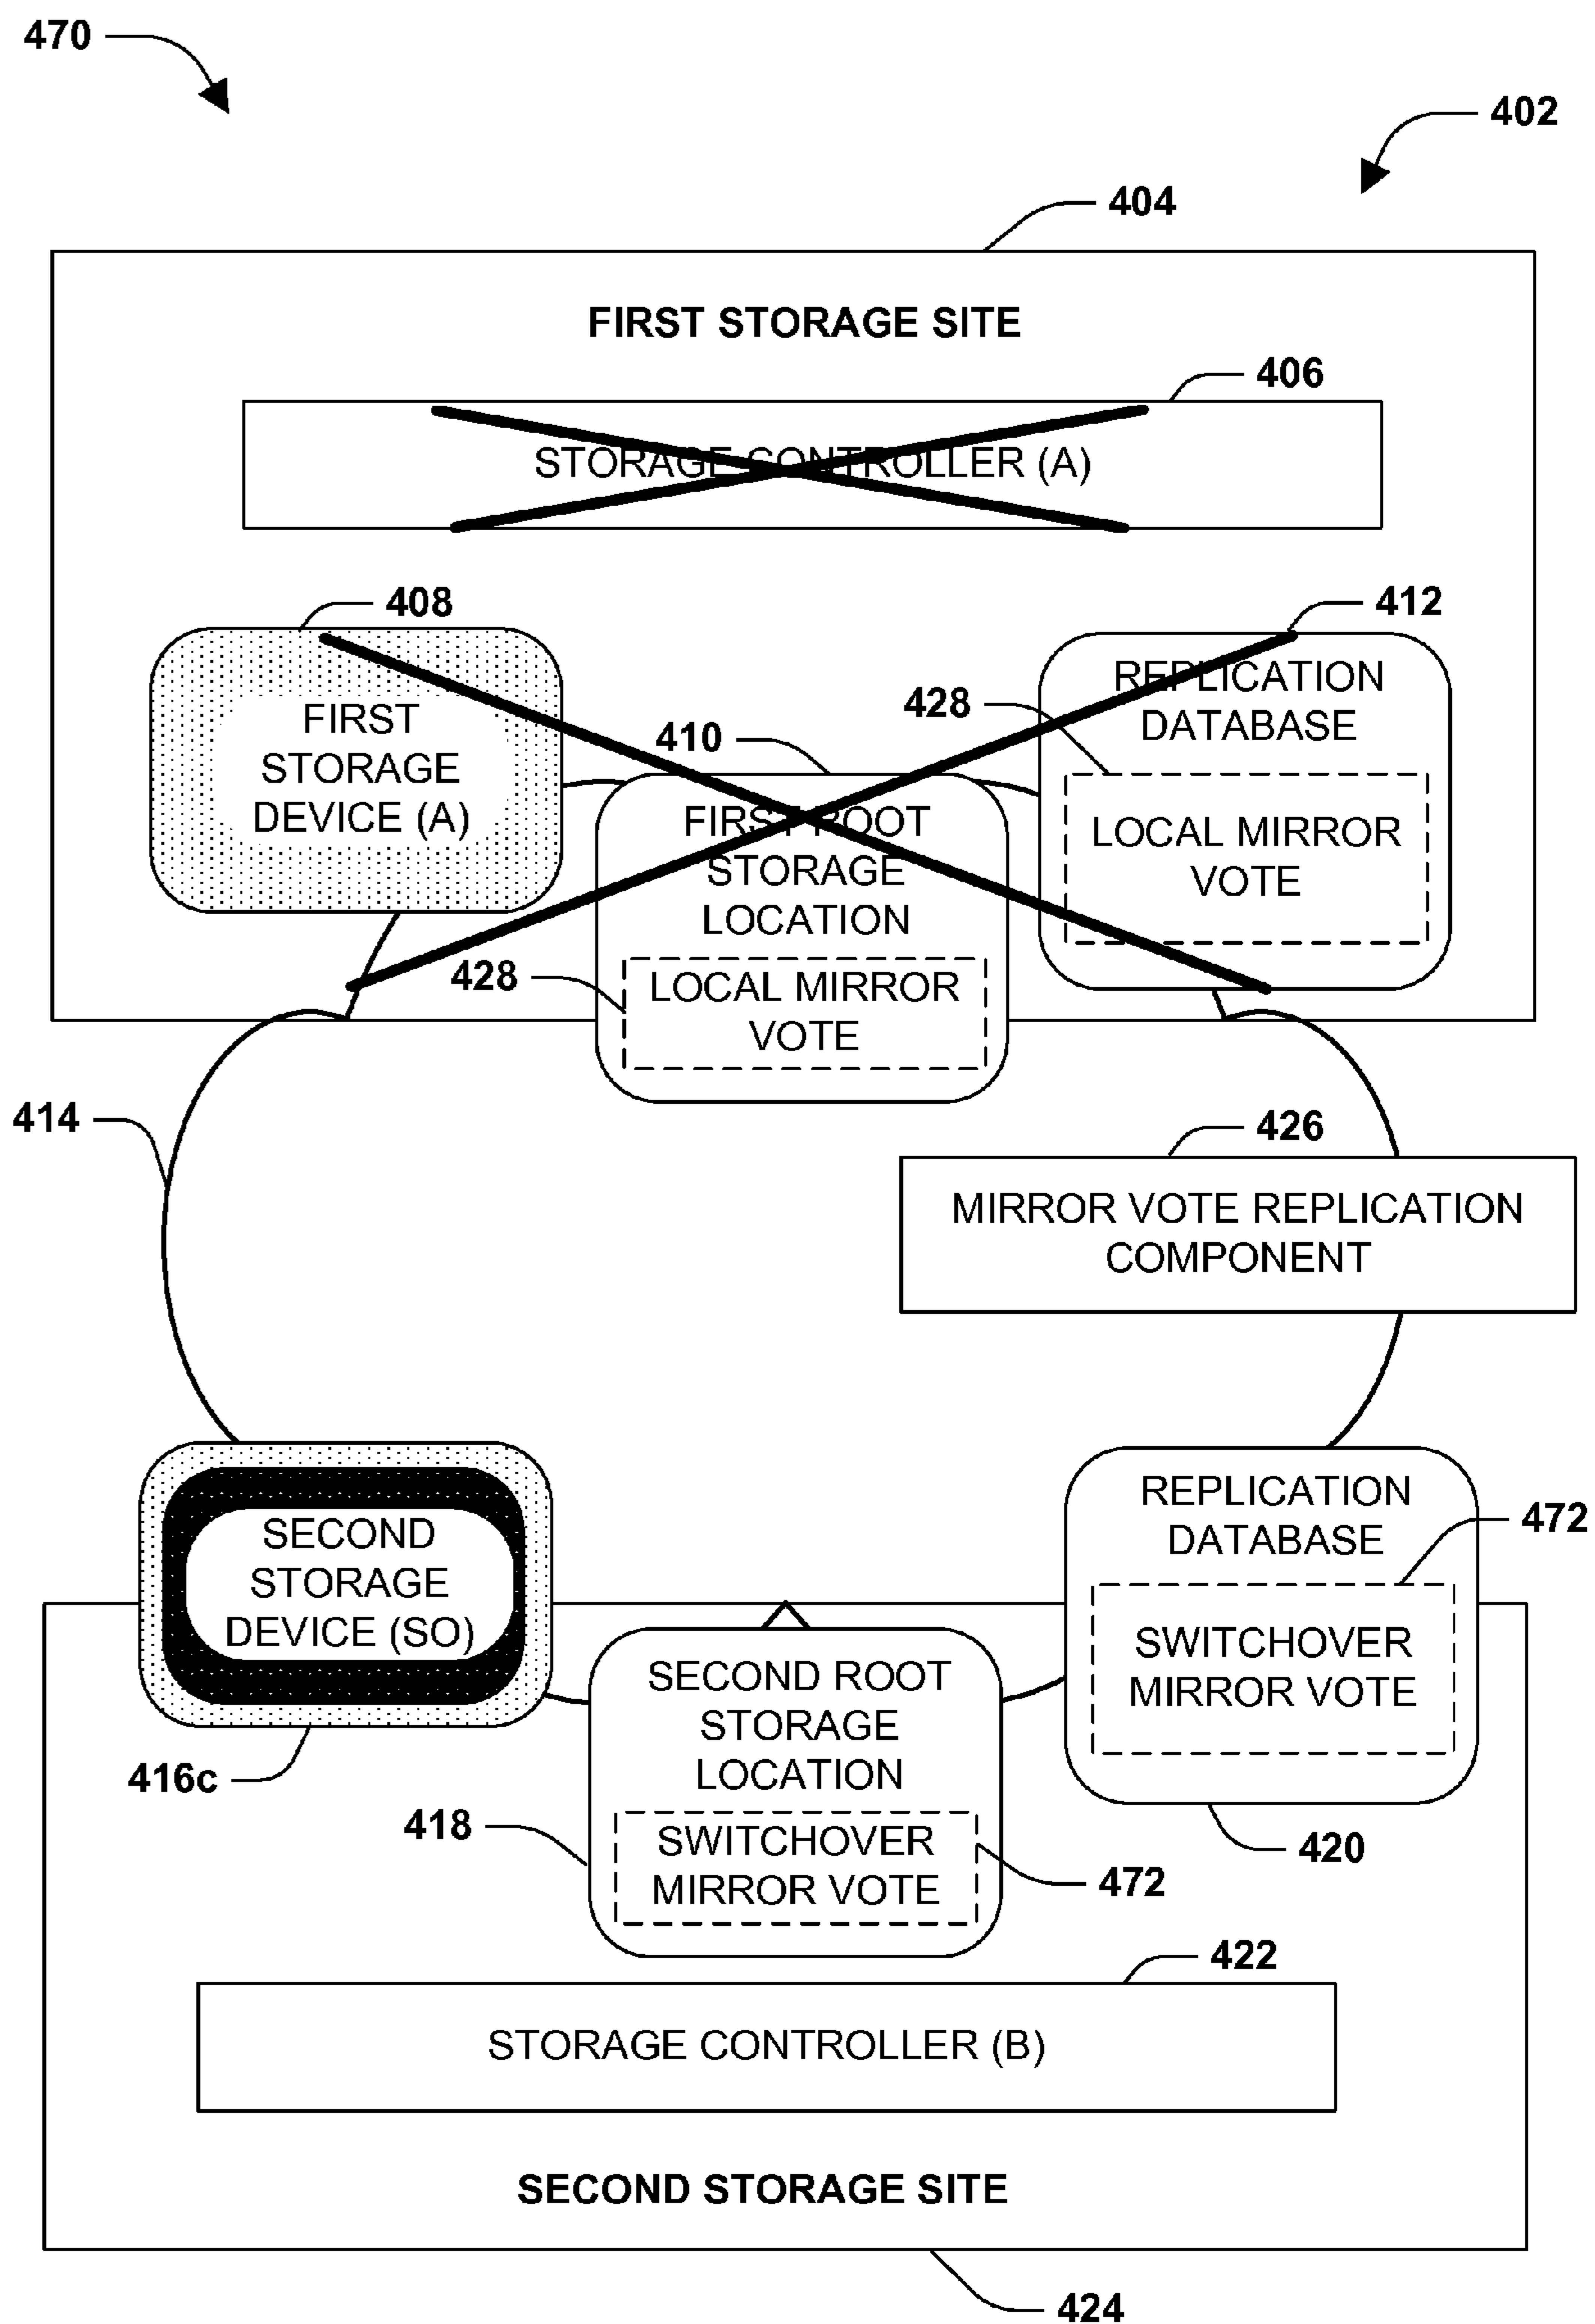 470
402
404
FIRST STORAGE SITE
406
STORAGE CONTROLLER (A)
408
412
FIRST
STORAGE
DEVICE (A)
REPLICATION
DATABASE
428
410
LOCAL MIRROR
VOTE
FIRST ROOT
STORAGE
LOCATION
428
LOCAL MIRROR
VOTE
414
426
MIRROR VOTE REPLICATION
COMPONENT
SECOND
STORAGE
DEVICE (SO)
416c
REPLICATION
DATABASE
472
SWITCHOVER
MIRROR VOTE
SECOND ROOT
STORAGE
LOCATION
418
SWITCHOVER
MIRROR VOTE
472
420
422
STORAGE CONTROLLER (B)
SECOND STORAGE SITE
424